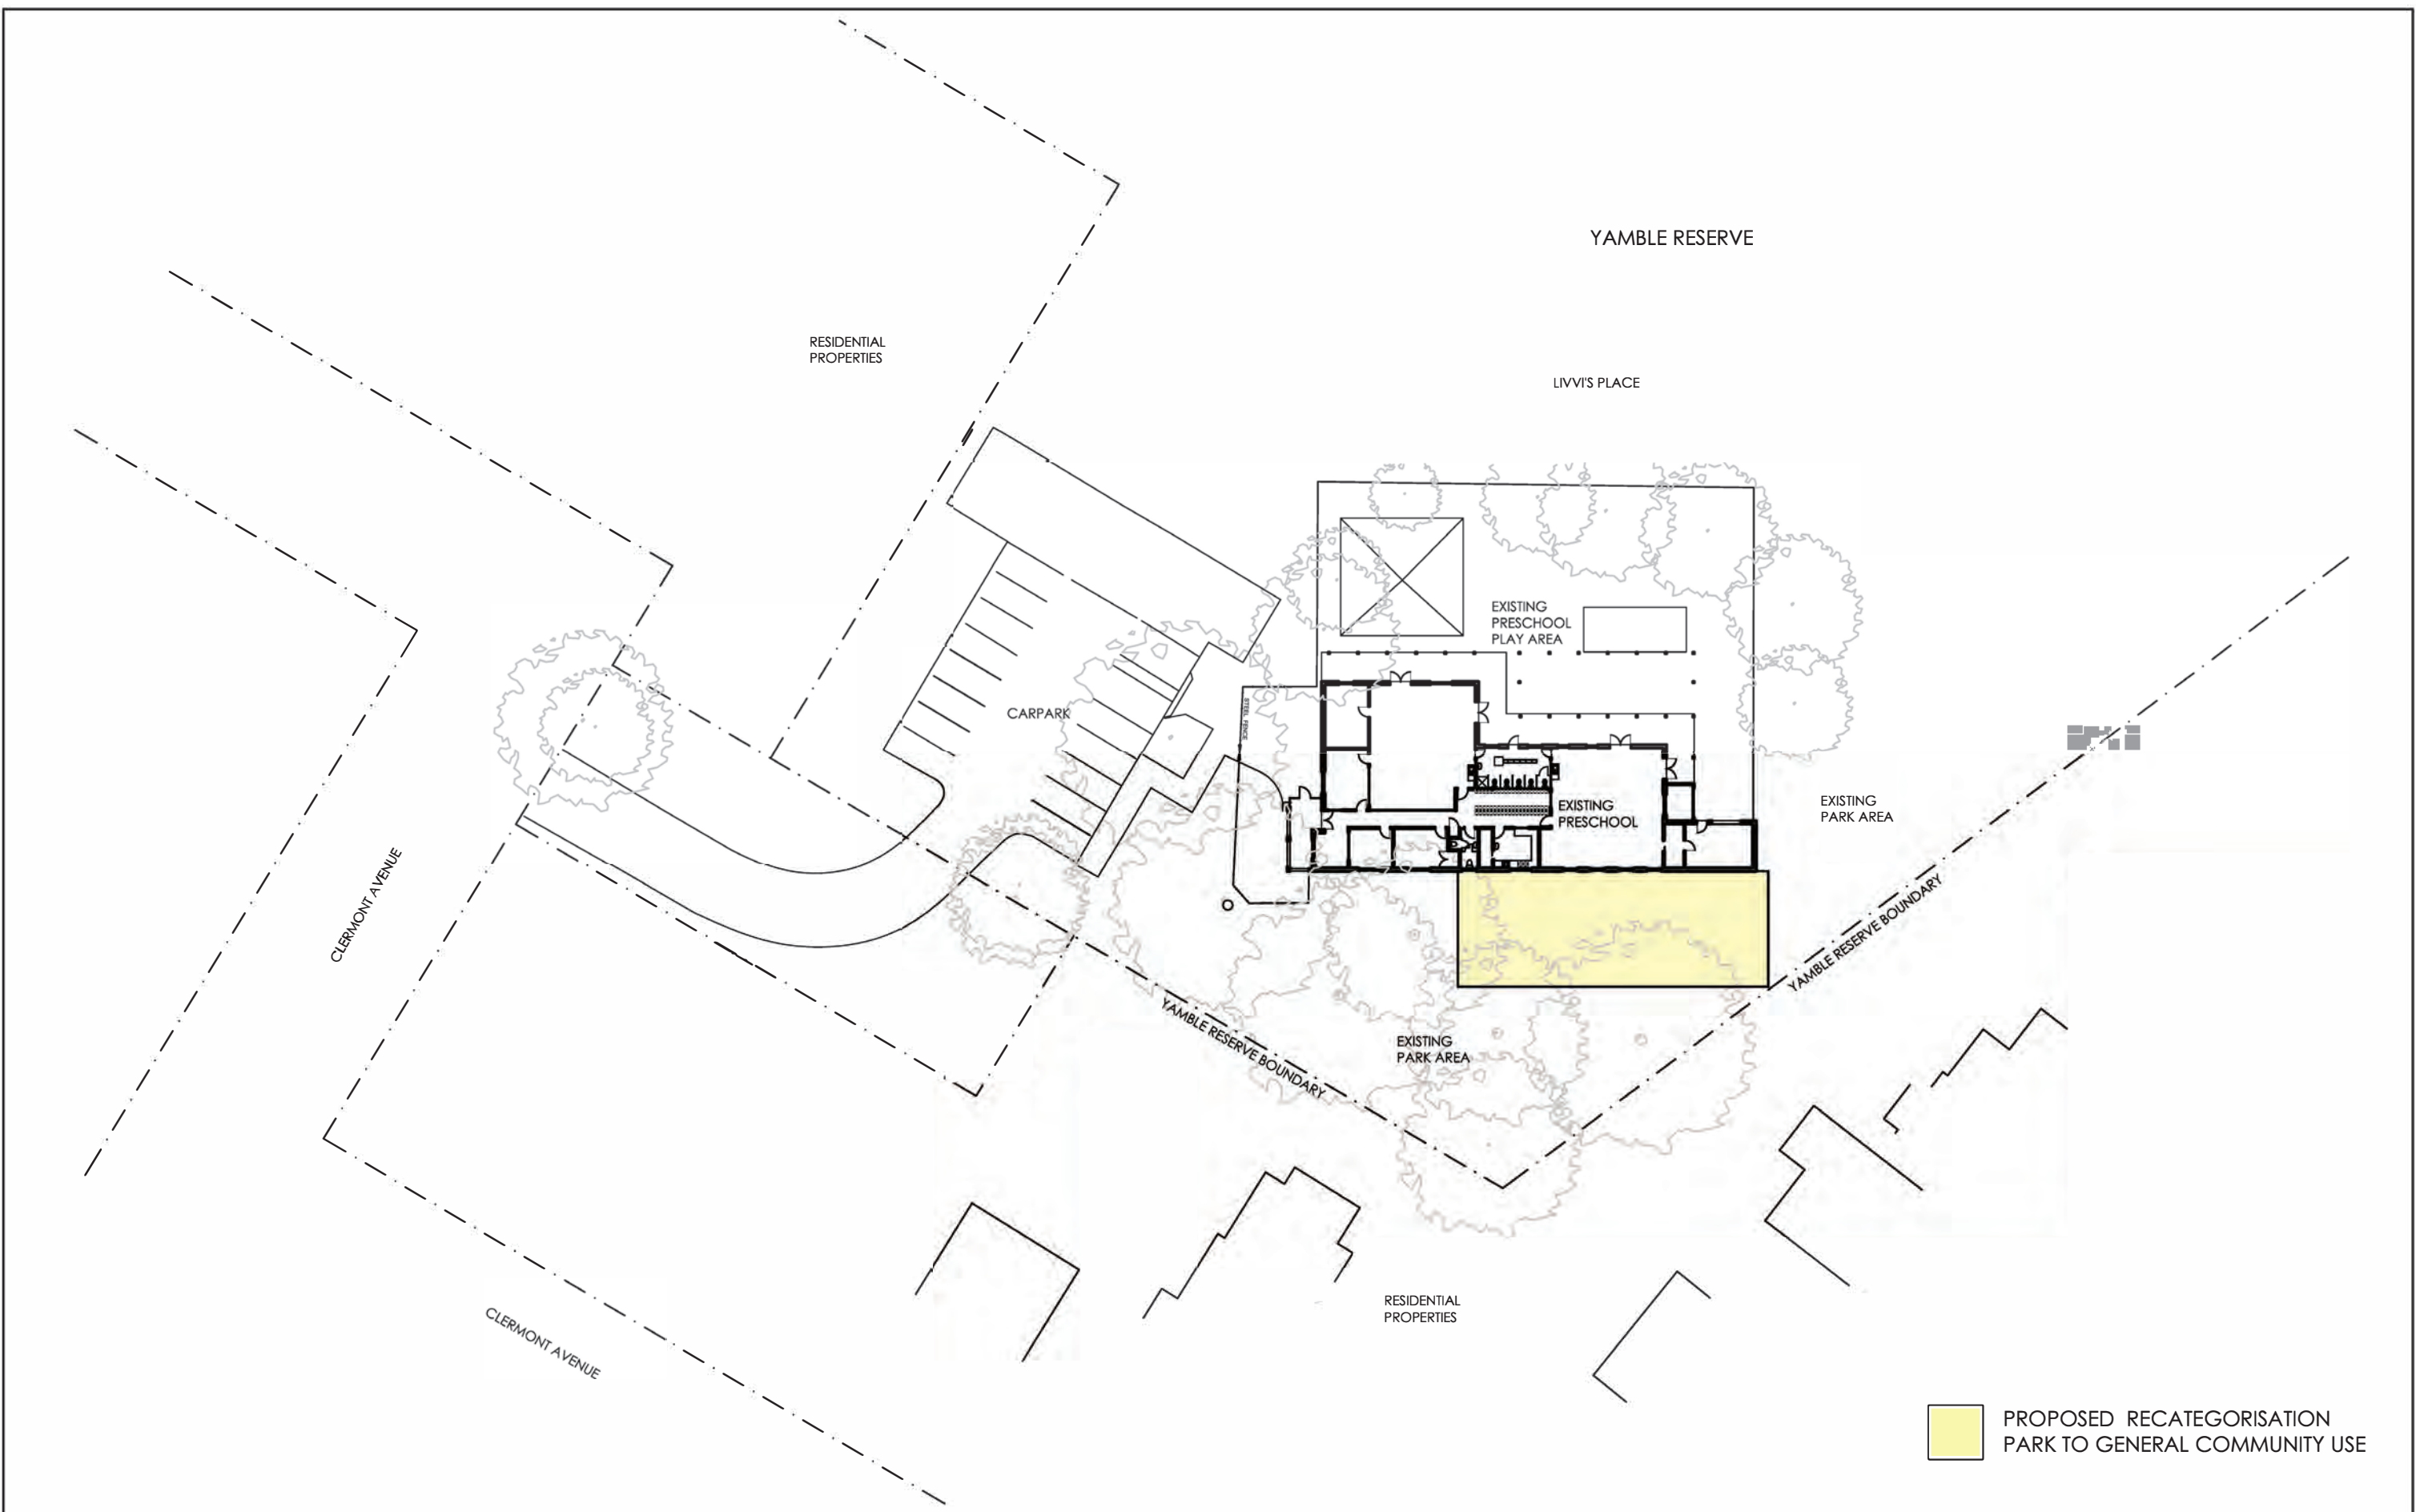 YAMBLE RESERVE
RESIDENTIAL
PROPERTIES
LIVVI'S PLACE
EXISTING
PRESCHOOL
PLAY AREA
CARPARK
STEEL FENCE
EXISTING
PRESCHOOL
EXISTING
PARK AREA
CLERMONT AVENUE
YAMBLE RESERVE BOUNDARY
YAMBLE RESERVE BOUNDARY
EXISTING
PARK AREA
RESIDENTIAL
PROPERTIES
CLERMONT AVENUE
PROPOSED RECATEGORISATION
PARK TO GENERAL COMMUNITY USE